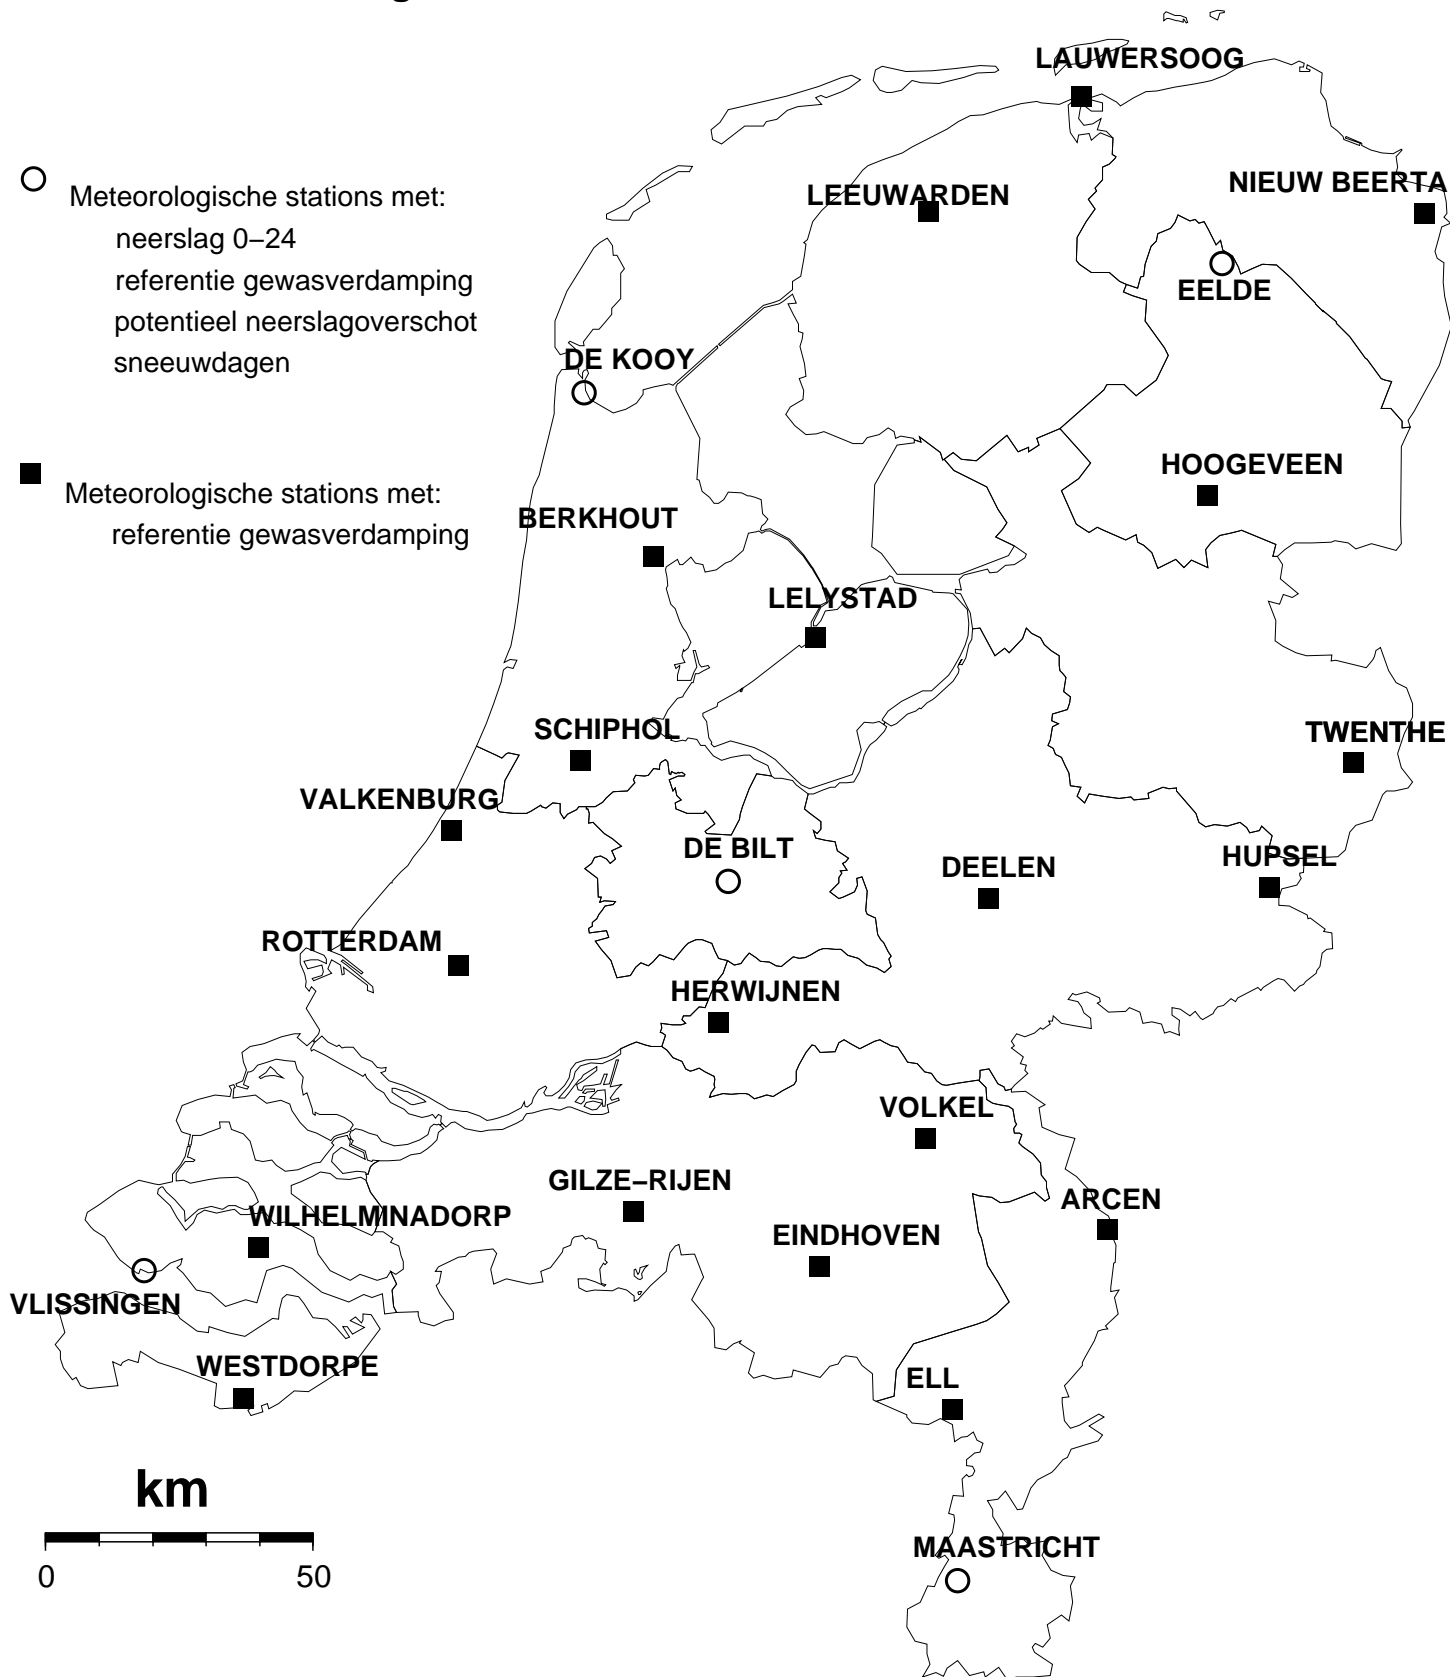 LAUWERSOOG
NIEUW BEERTA
LEEUWARDEN
Meteorologische stations met:
neerslag 0–24
referentie gewasverdamping
potentieel neerslagoverschot
sneeuwdagen
EELDE
DE KOOY
HOOGEVEEN
Meteorologische stations met:
referentie gewasverdamping
BERKHOUT
LELYSTAD
SCHIPHOL
TWENTHE
VALKENBURG
DE BILT
DEELEN
HUPSEL
ROTTERDAM
HERWIJNEN
VOLKEL
GILZE–RIJEN
ARCEN
WILHELMINADORP
EINDHOVEN
VLISSINGEN
WESTDORPE
ELL
km
MAASTRICHT
0 50